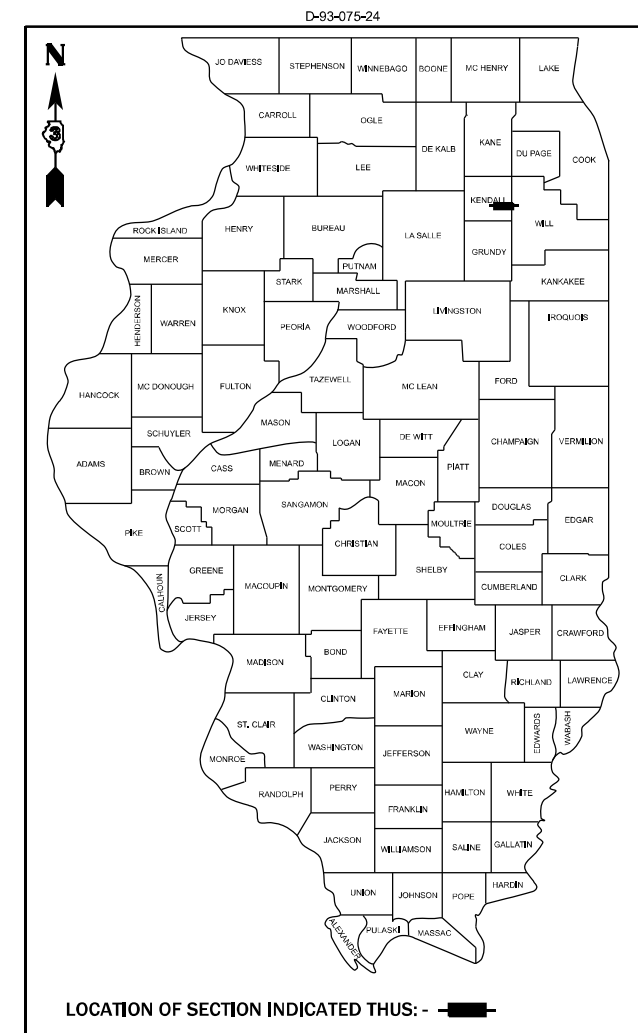 D-93-075-24
N
3
JO DAVIESS STEPHENSON WINNEBAGO BOONE MC HENRY LAKE
CARROLL OGLE DE KALB KANE DU PAGE COOK
WHITESIDE LEE
KENDALL WILL
ROCK ISLAND HENRY BUREAU LA SALLE GRUNDY
MERCER PUTNAM KANKAKEE
HENDERSON WARREN KNOX STARK MARSHALL LIVINGSTON IROQUOIS
PEORIA WOODFORD
HANCOCK MC DONOUGH FULTON TAZEWELL MC LEAN FORD
MASON
SCHUYLER LOGAN DE WITT CHAMPAIGN VERMILION
ADAMS BROWN CASS MENARD MACON PIATT
MORGAN SANGAMON DOUGLAS EDGAR
PIKE SCOTT CHRISTIAN MOULTRIE COLES
GREENE SHELBY
CALHOUN MACOUPIN MONTGOMERY CUMBERLAND CLARK
JERSEY FAYETTE EFFINGHAM JASPER CRAWFORD
MADISON BOND
CLAY RICHLAND LAWRENCE
CLINTON MARION
ST. CLAIR WAYNE EDWARDS WABASH
MONROE WASHINGTON JEFFERSON
RANDOLPH PERRY HAMILTON WHITE
FRANKLIN
JACKSON WILLIAMSON SALINE GALLATIN
UNION JOHNSON POPE HARDIN
ALEXANDER PULASKI MASSAC
LOCATION OF SECTION INDICATED THUS: -